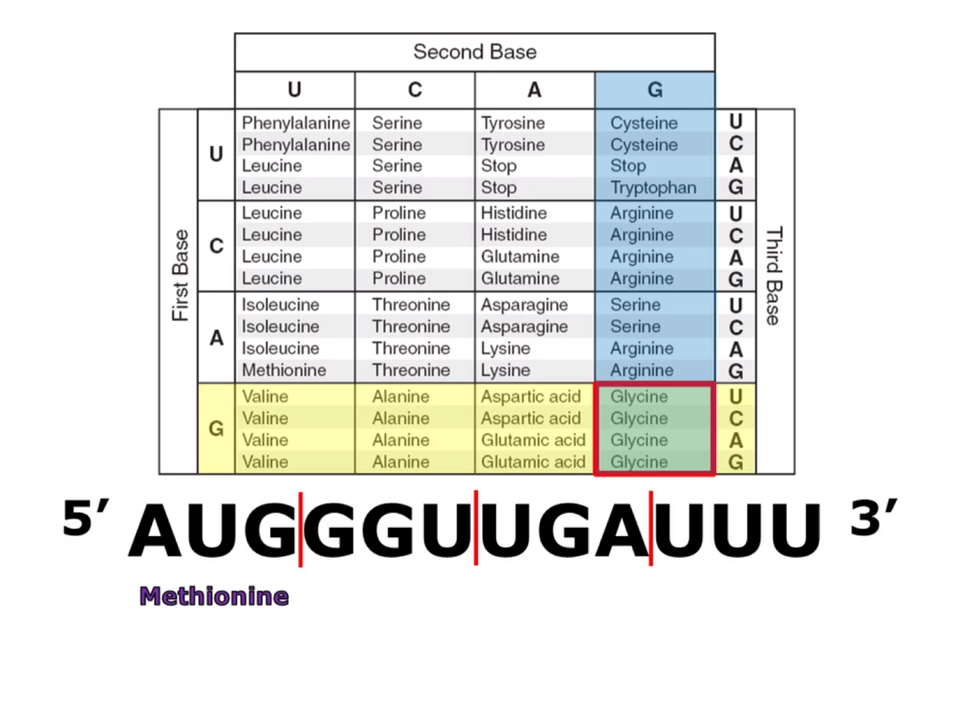 Second Base
U C A G
Phenylalanine Serine Tyrosine Cysteine U
Phenylalanine Serine Tyrosine Cysteine C
U
Leucine Serine Stop Stop A
Leucine Serine Stop Tryptophan G
Leucine Proline Histidine Arginine U
Leucine Proline Histidine Arginine C
C
Leucine Proline Glutamine Arginine A
Leucine Proline Glutamine Arginine G
First Base
Third Base
Isoleucine Threonine Asparagine Serine U
Isoleucine Threonine Asparagine Serine C
A
Isoleucine Threonine Lysine Arginine A
Methionine Threonine Lysine Arginine G
Valine Alanine Aspartic acid Glycine U
Valine Alanine Aspartic acid Glycine C
G
Valine Alanine Glutamic acid Glycine A
Valine Alanine Glutamic acid Glycine G
5’ AUG|GGU|UGA|UUU 3’
Methionine